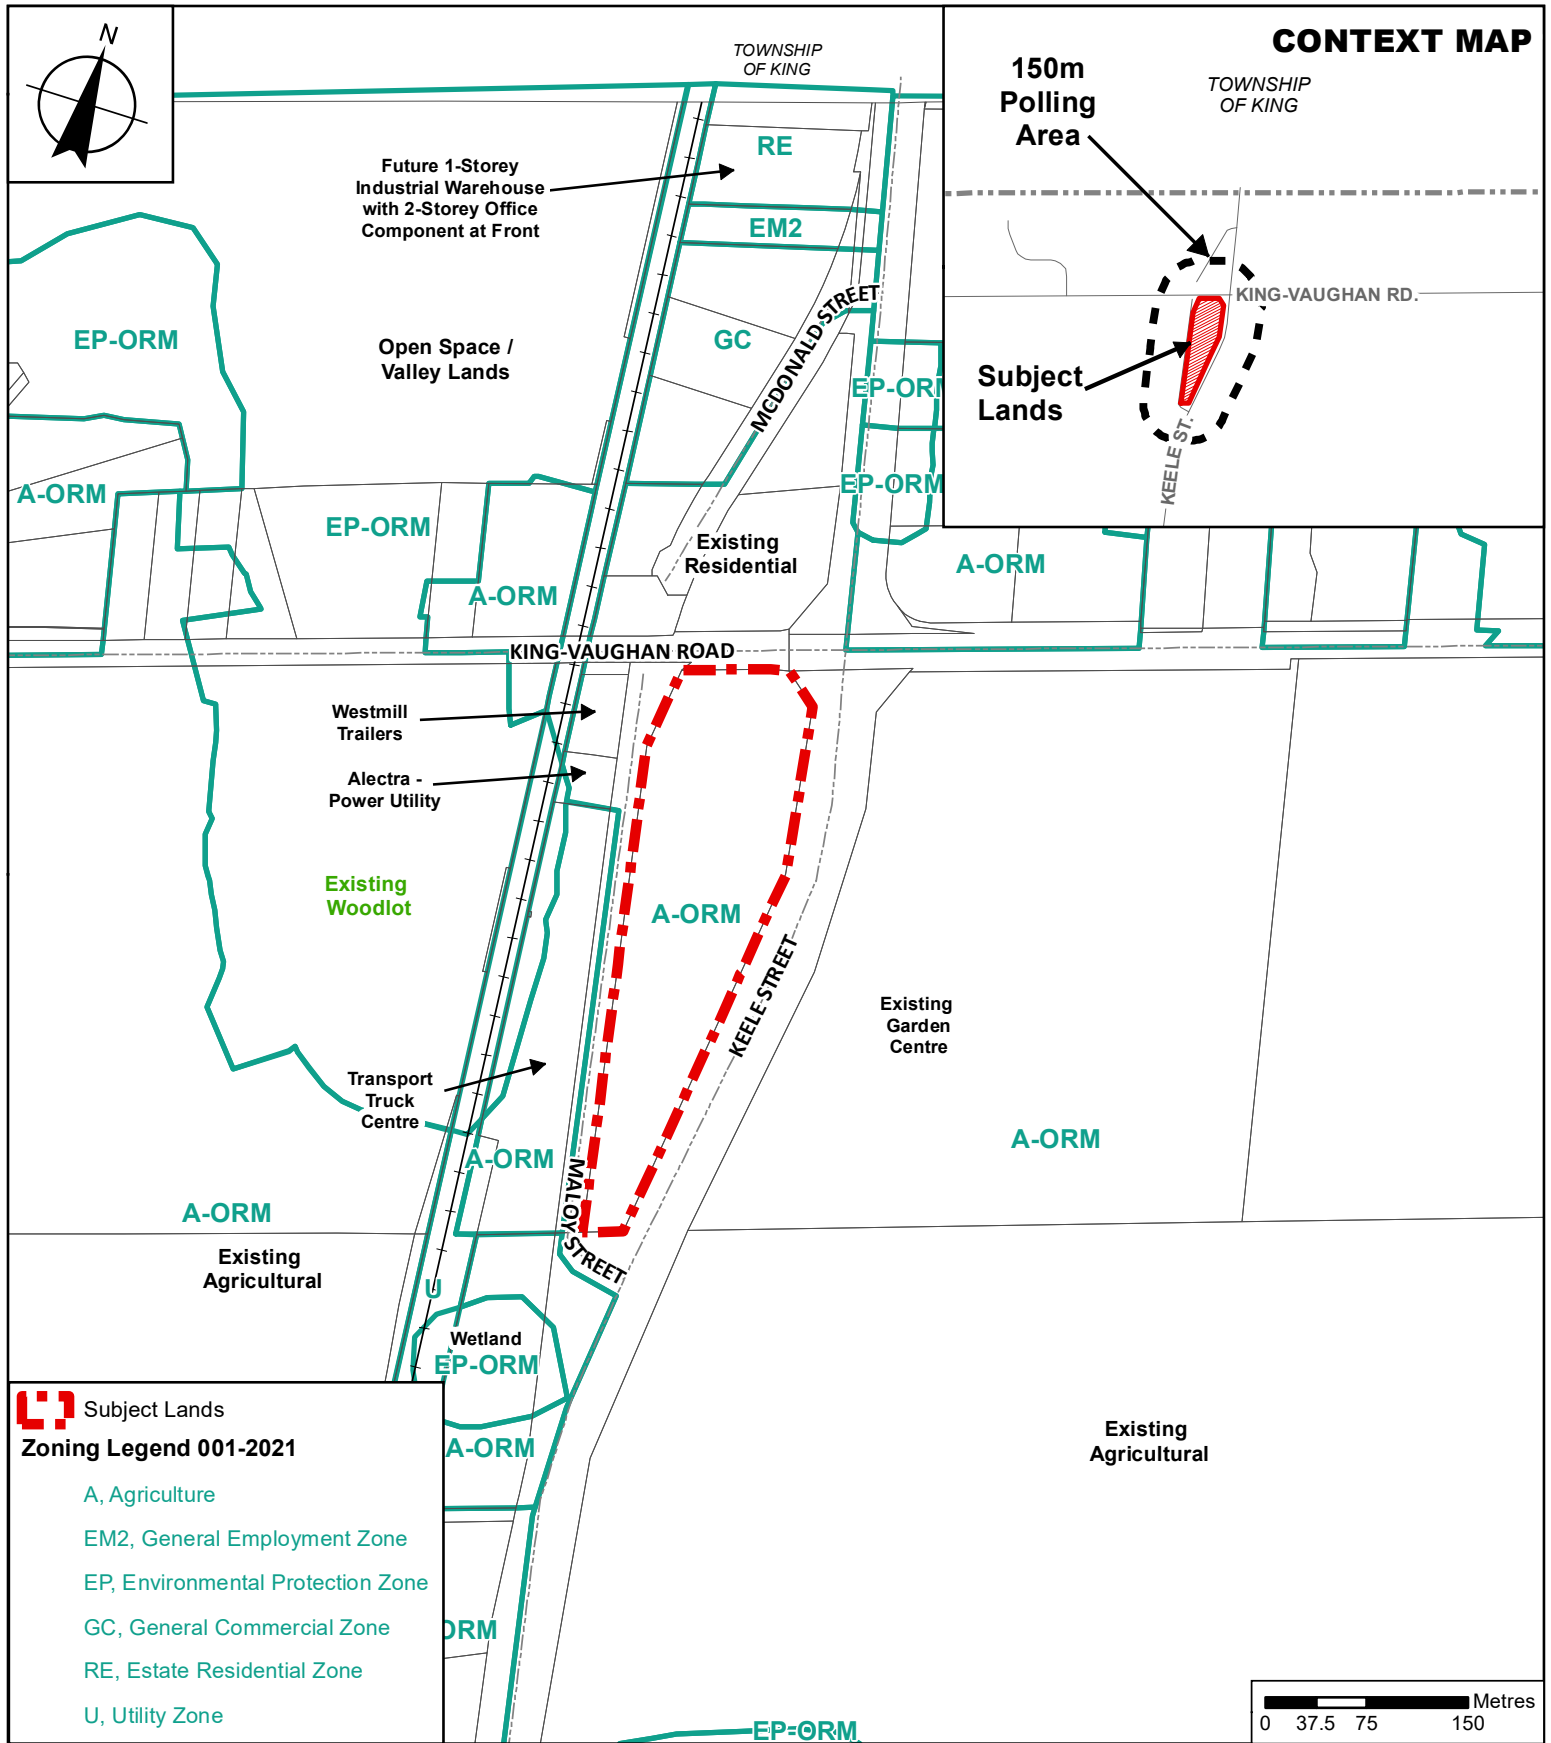 N
TOWNSHIP
OF KING
CONTEXT MAP
150m
Polling
Area
TOWNSHIP
OF KING
KING-VAUGHAN RD.
Subject
Lands
KEELE ST.
RE
Future 1-Storey
Industrial Warehouse
with 2-Storey Office
Component at Front
EM2
MCDONALD STREET
GC
EP-ORM
Open Space /
Valley Lands
EP-ORM
EP-ORM
A-ORM
EP-ORM
A-ORM
Existing
Residential
A-ORM
KING-VAUGHAN ROAD
Westmill
Trailers
Alectra -
Power Utility
Existing
Woodlot
A-ORM
KEELE STREET
Existing
Garden
Centre
Transport
Truck
Centre
A-ORM
A-ORM
MALOY STREET
A-ORM
Existing
Agricultural
U
Wetland
EP-ORM
A-ORM
Existing
Agricultural
ORM
EP-ORM
Subject Lands
Zoning Legend 001-2021
A, Agriculture
EM2, General Employment Zone
EP, Environmental Protection Zone
GC, General Commercial Zone
RE, Estate Residential Zone
U, Utility Zone
Metres
0 37.5 75 150